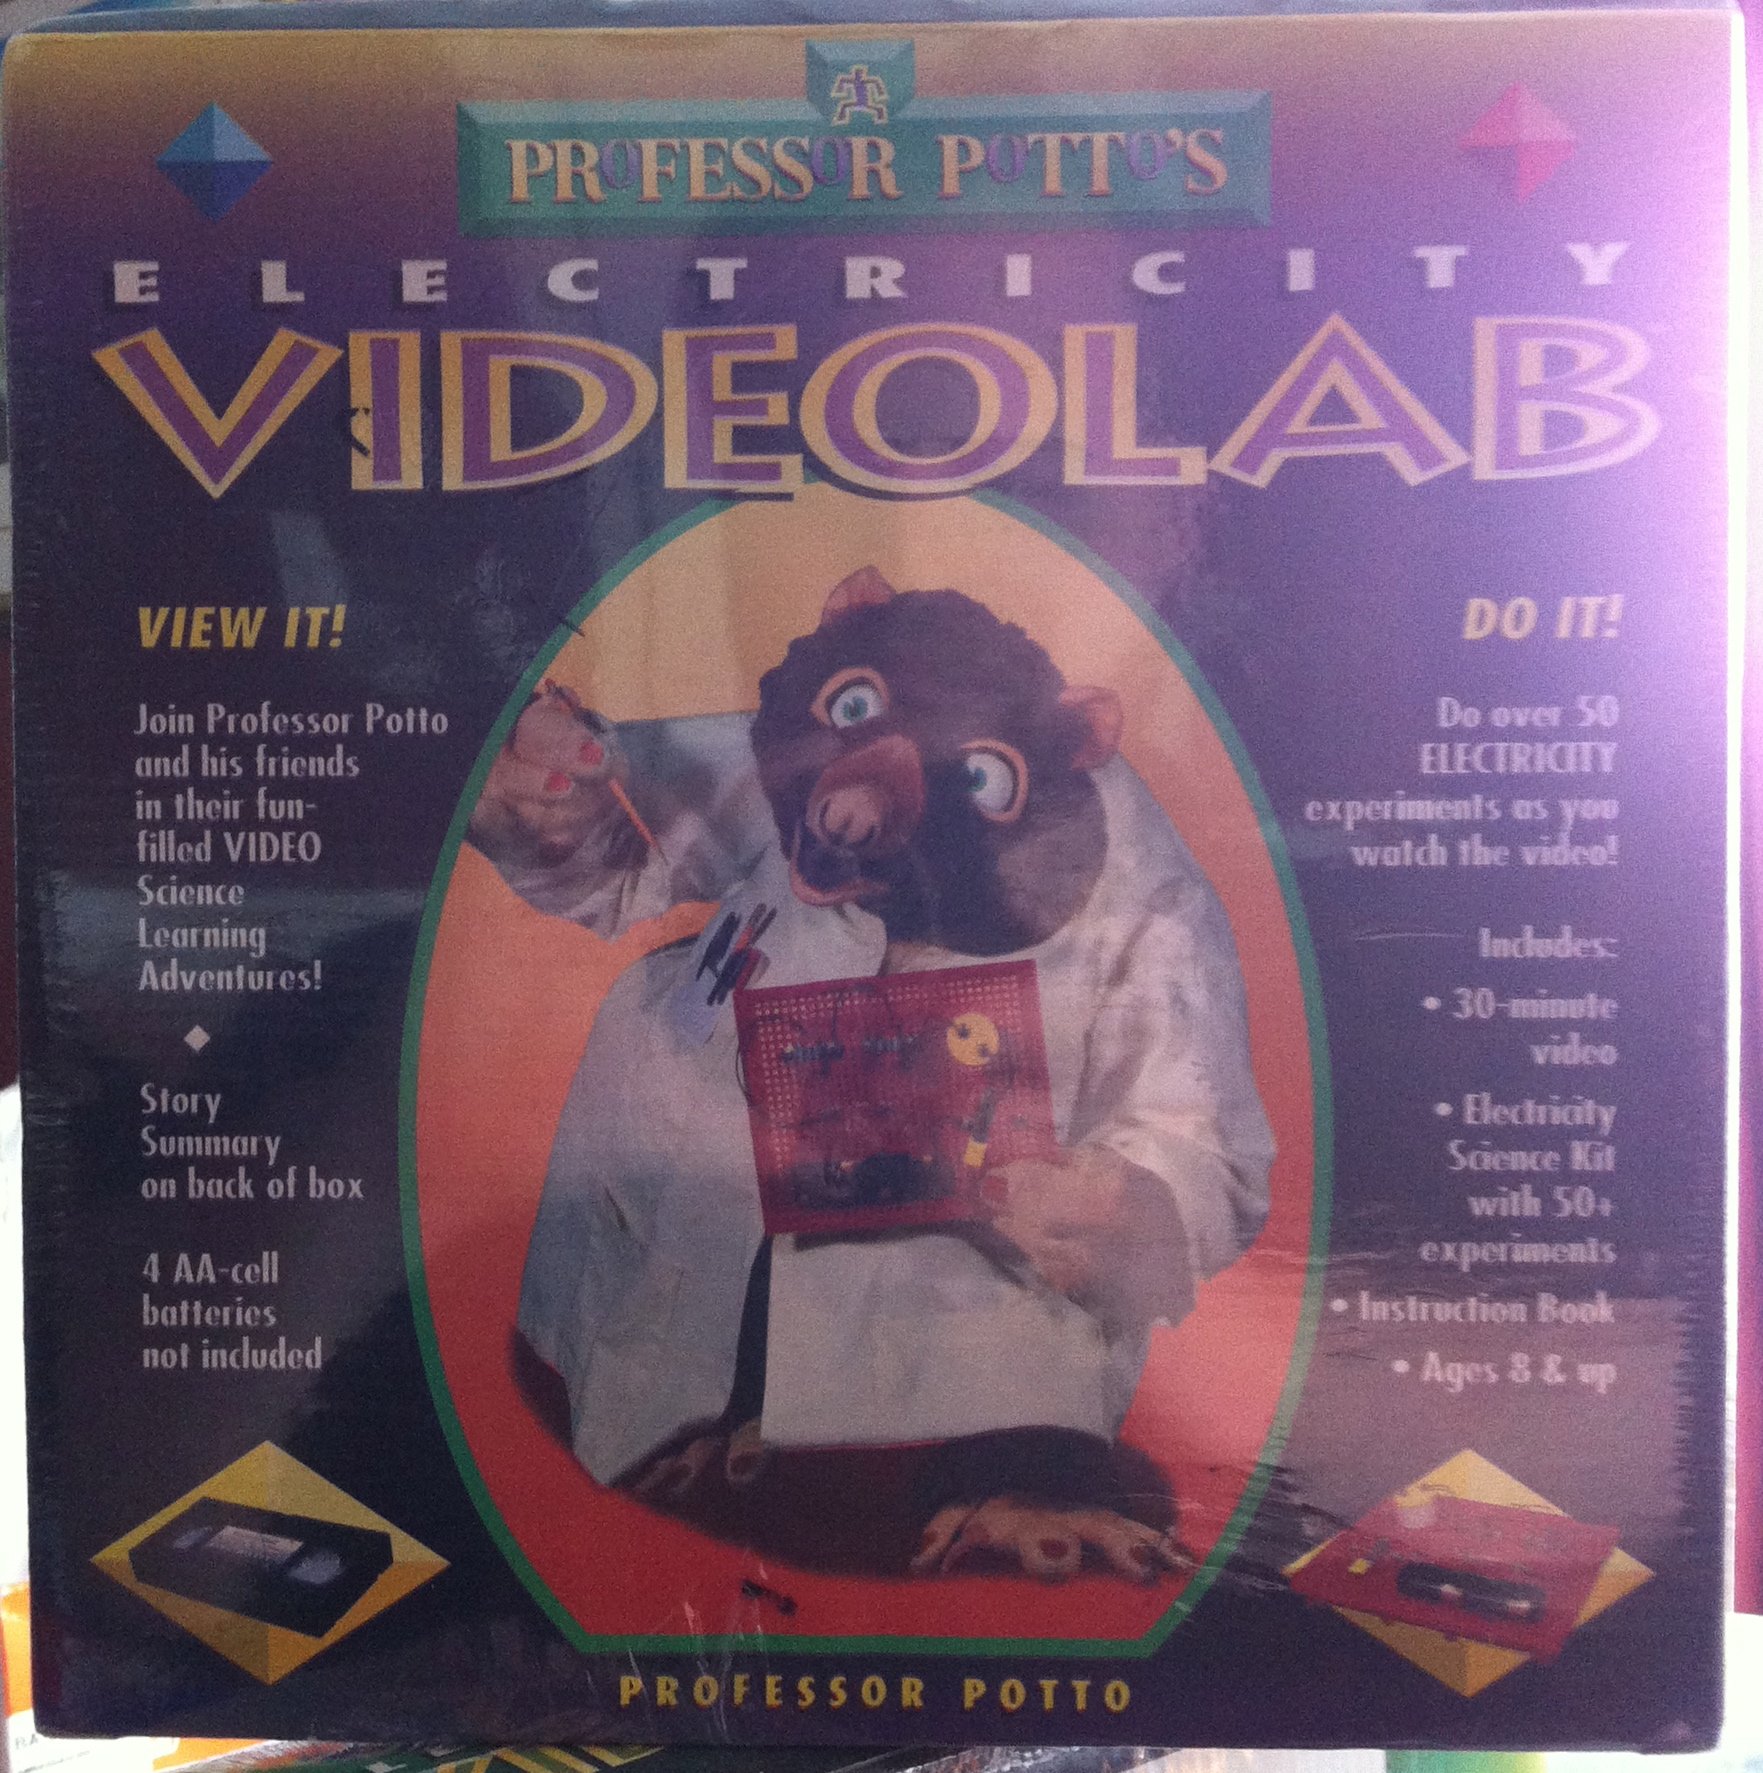 PROFESSOR POTTO'S
ELECTRICITY
VIDEOLAB
VIEW IT!
Join Professor Potto
and his friends
in their fun-
filled VIDEO
Science
Learning
Adventures!
Story
Summary
on back of box
4 AA-cell
batteries
not included
DO IT!
Do over 50
ELECTRICITY
experiments as you
watch the video!
Includes:
• 30-minute
video
• Electricity
Science Kit
with 50+
experiments
• Instruction Book
• Ages 8 & up
PROFESSOR POTTO